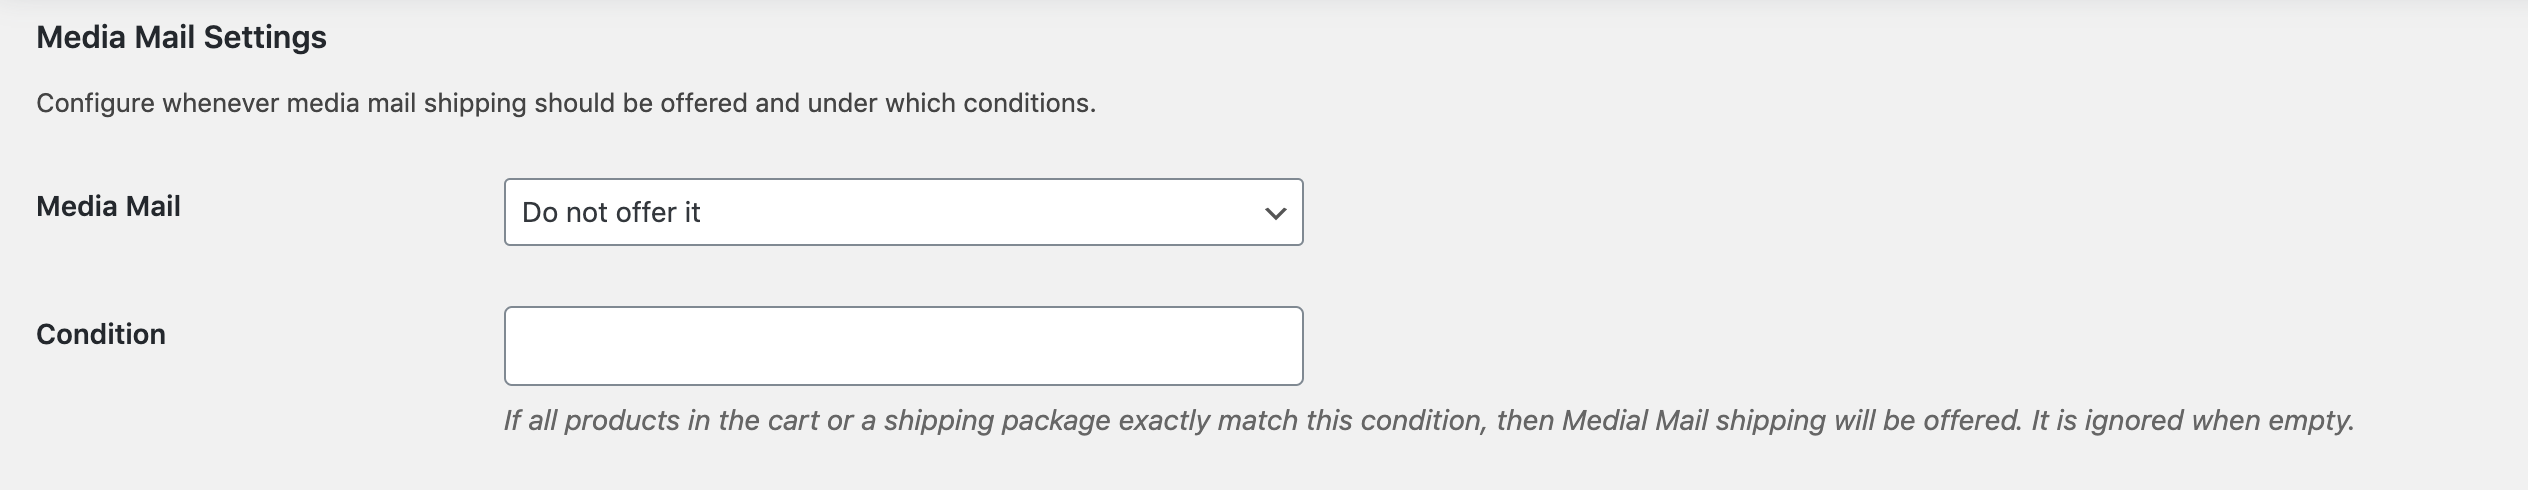 Media Mail Settings
Configure whenever media mail shipping should be offered and under which conditions.
Media Mail
Do not offer it
Condition
If all products in the cart or a shipping package exactly match this condition, then Medial Mail shipping will be offered. It is ignored when empty.